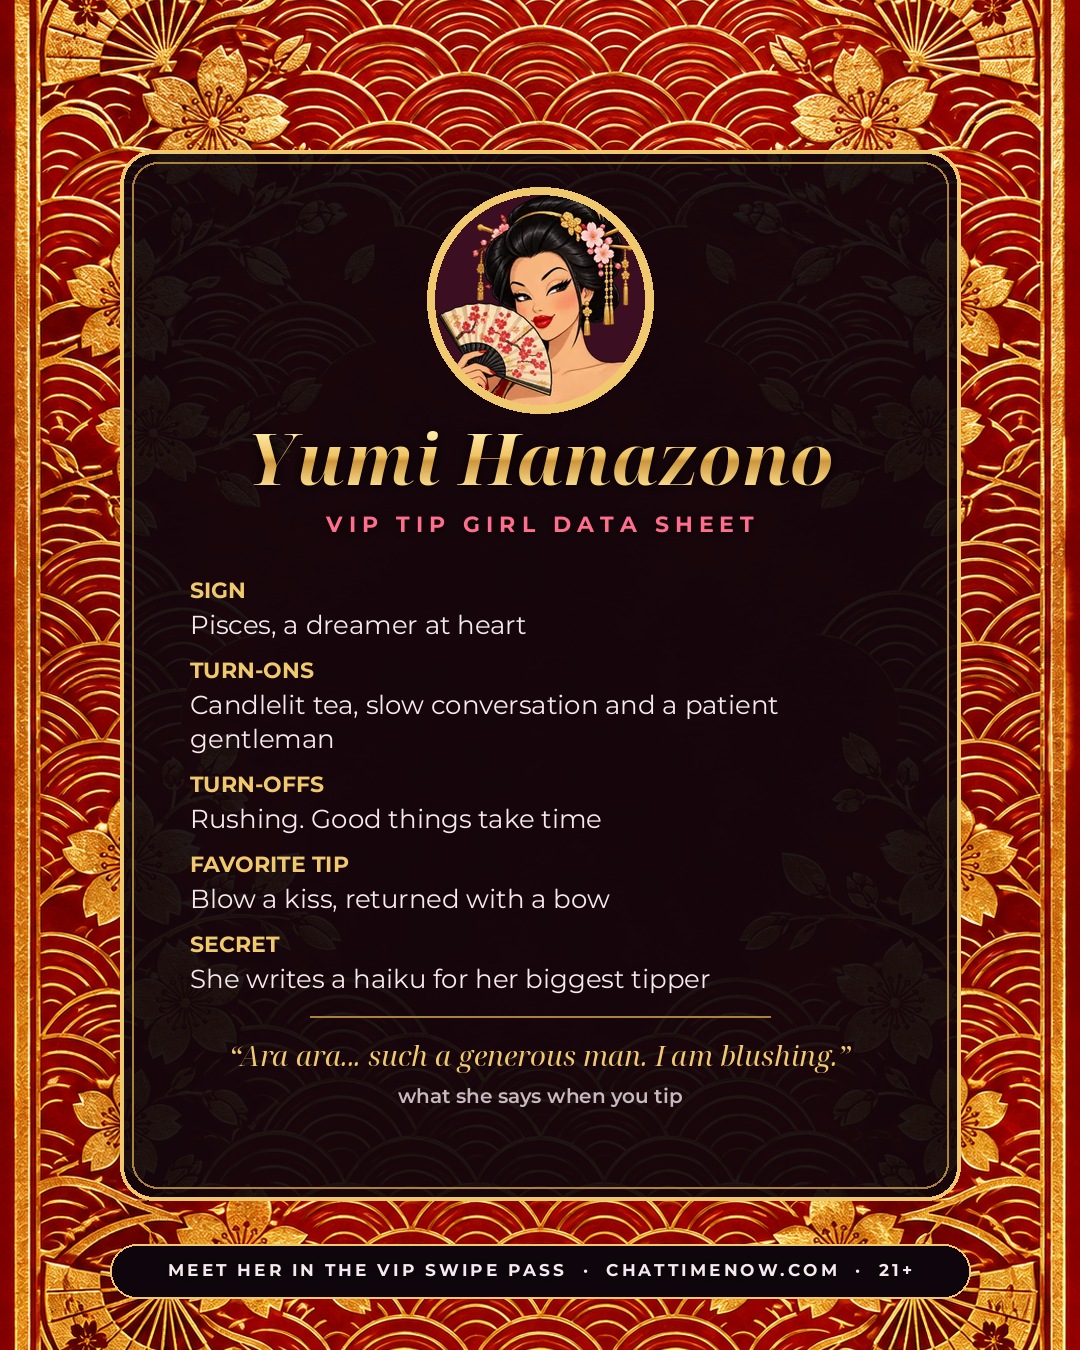 Yumi Hanazono
VIP TIP GIRL DATA SHEET
SIGN
Pisces, a dreamer at heart
TURN-ONS
Candlelit tea, slow conversation and a patient
gentleman
TURN-OFFS
Rushing. Good things take time
FAVORITE TIP
Blow a kiss, returned with a bow
SECRET
She writes a haiku for her biggest tipper
“Ara ara... such a generous man. I am blushing.”
what she says when you tip
MEET HER IN THE VIP SWIPE PASS · CHATTIMENOW.COM · 21+